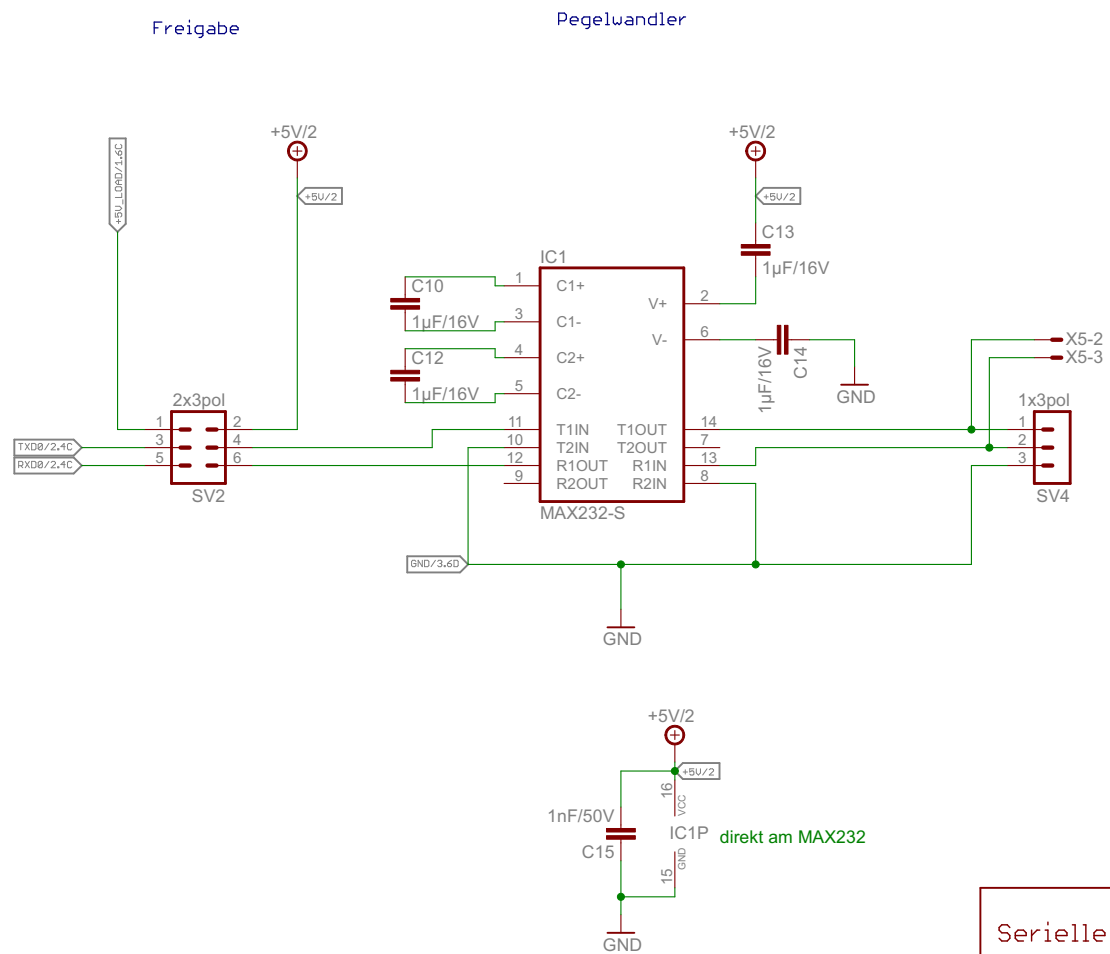 Freigabe
Pegelwandler
+5V/2
+5V/2
+5V_LOAD/1.6C
+5V/2
+5V/2
C13
1µF/16V
IC1
1
C1+
C10
V+
2
1µF/16V
3
C1-
V-
6
C12
4
C2+
1µF/16V
C14
1µF/16V
5
C2-
GND
X5-2
X5-3
2x3pol
1x3pol
1
2
11
T1IN
T1OUT
14
1
TXD0/2.4C
3
4
10
T2IN
T2OUT
7
2
RXD0/2.4C
5
6
12
R1OUT
R1IN
13
3
9
R2OUT
R2IN
8
SV2
SV4
MAX232-S
GND/3.6D
GND
+5V/2
+5V/2
16
VCC
1nF/50V
IC1P
direkt am MAX232
C15
15
GND
GND
Serielle